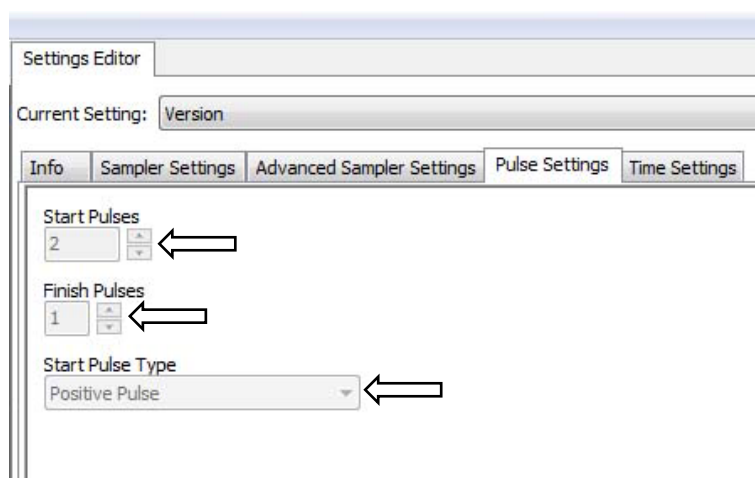 Settings Editor
Current Setting: Version
Info Sampler Settings Advanced Sampler Settings Pulse Settings Time Settings
Start Pulses
2
Finish Pulses
1
Start Pulse Type
Positive Pulse